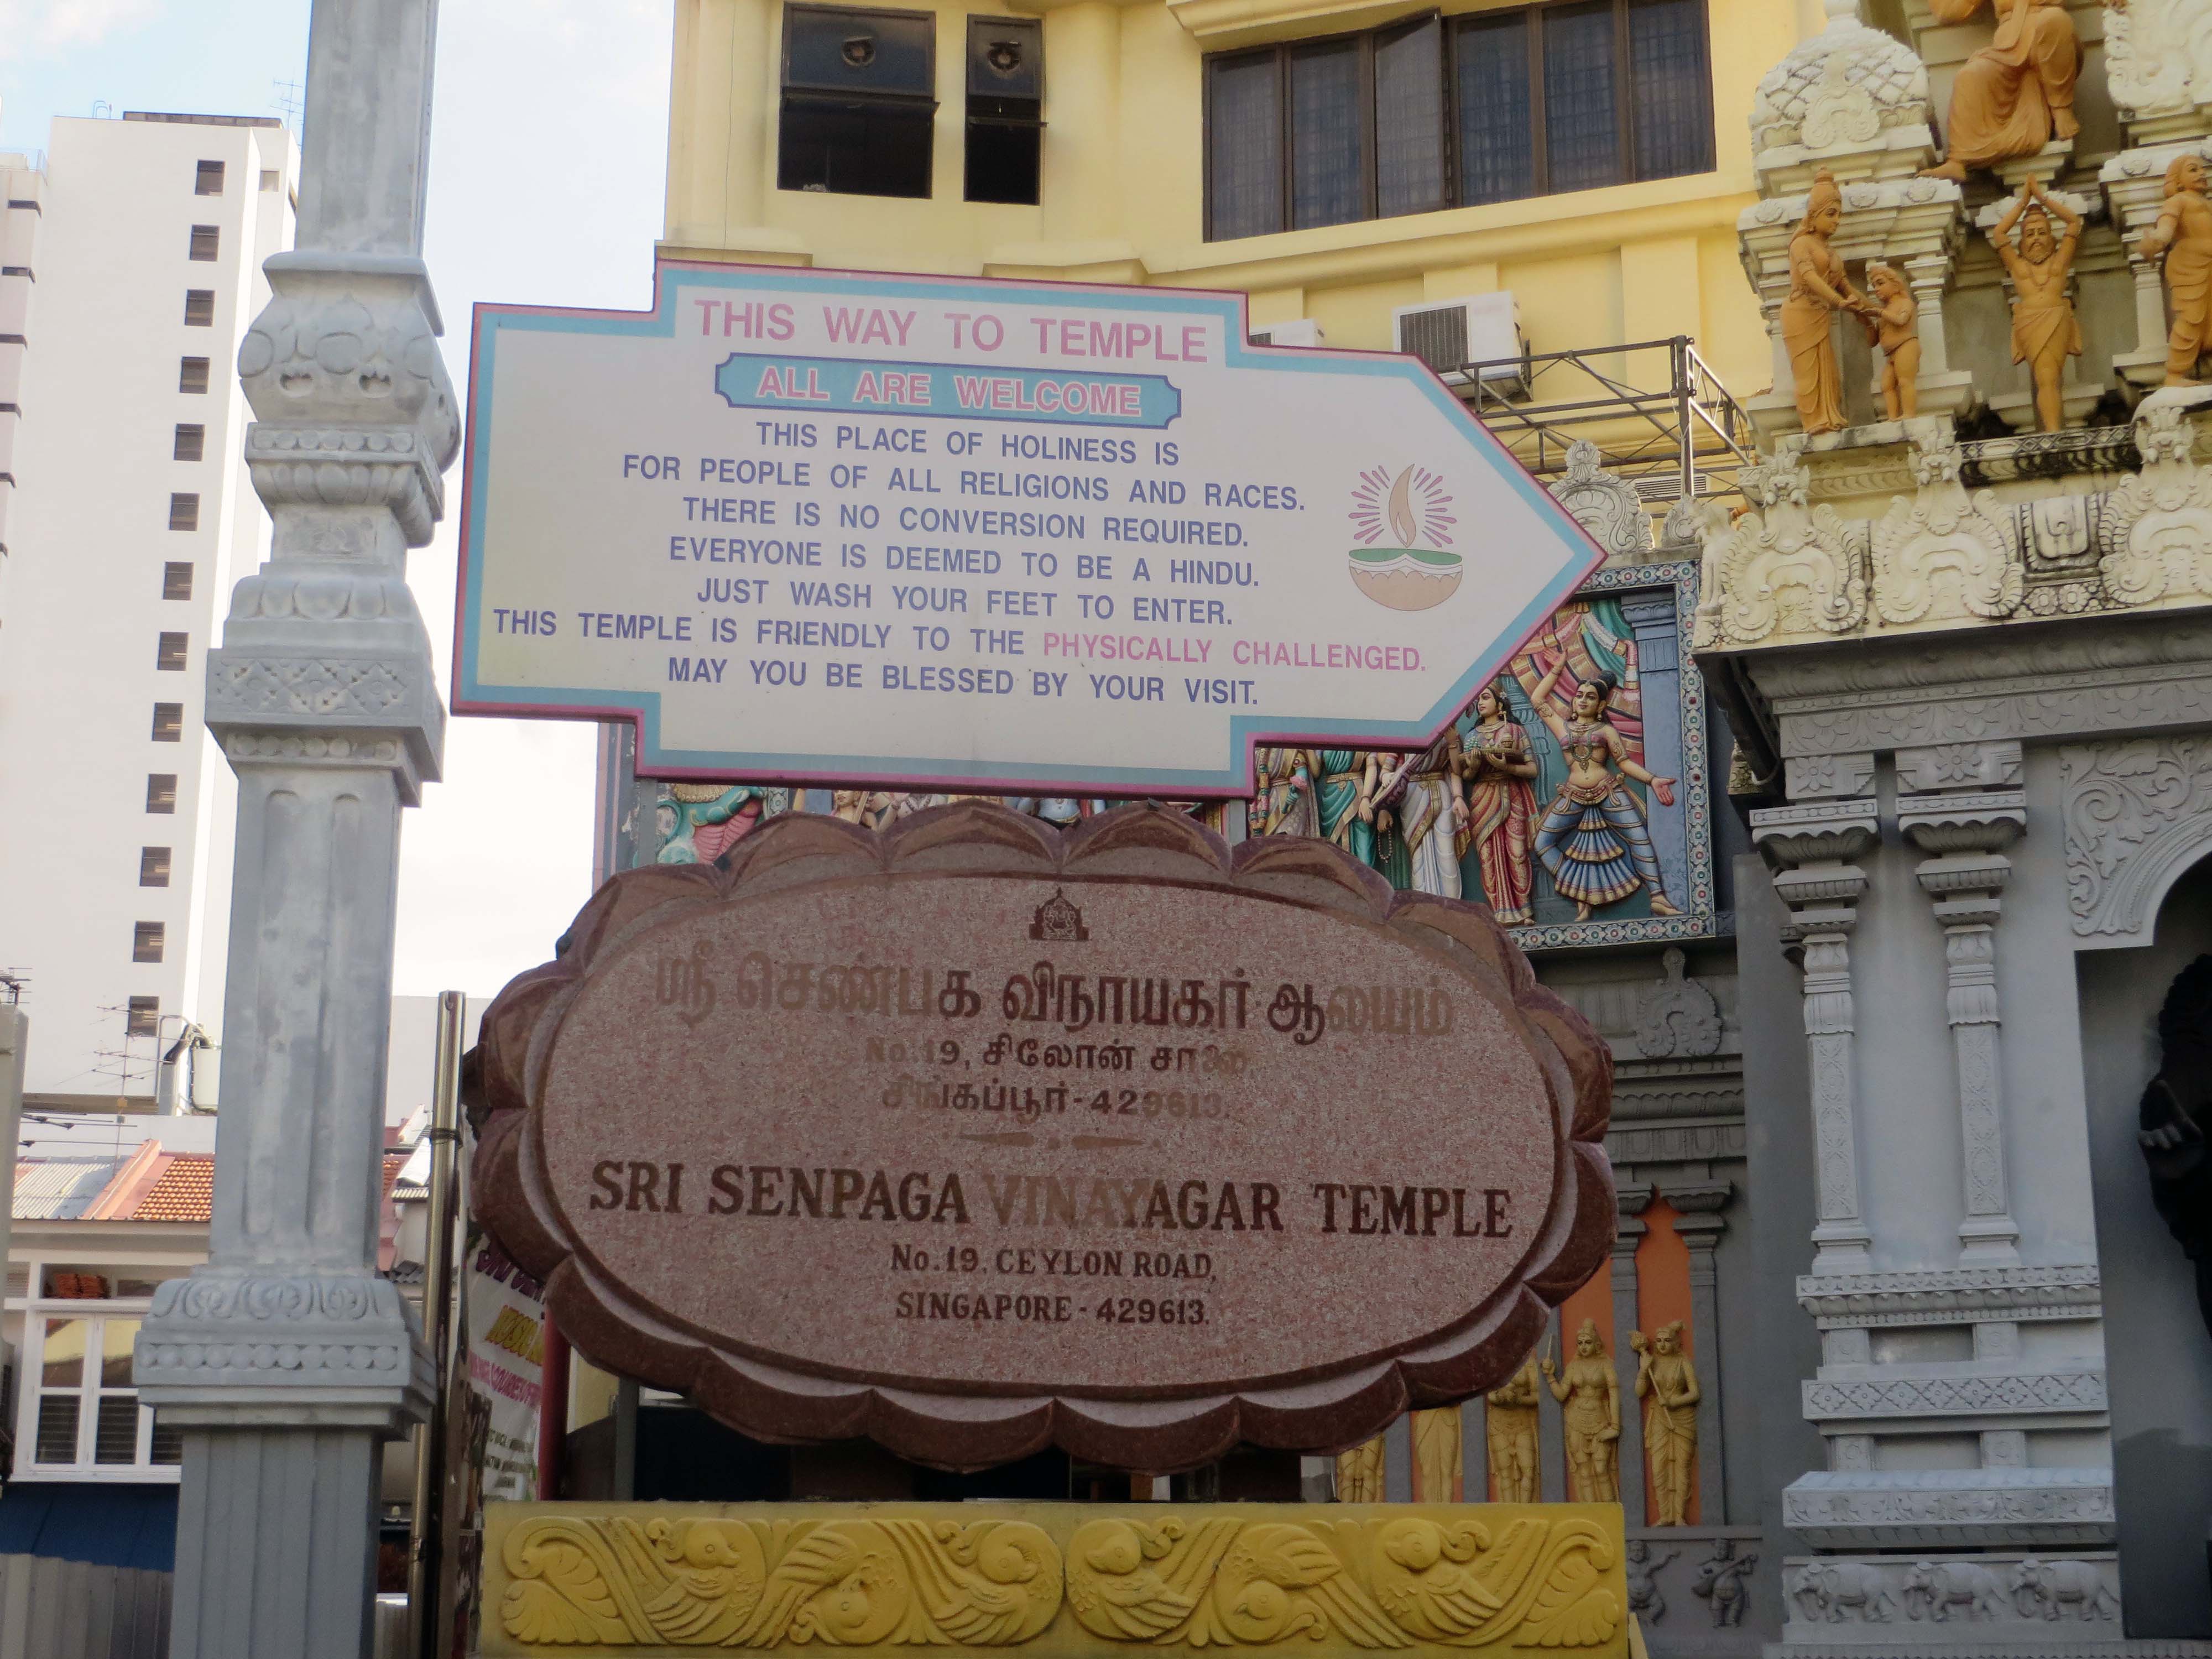 THIS WAY TO TEMPLE
ALL ARE WELCOME
THIS PLACE OF HOLINESS IS
FOR PEOPLE OF ALL RELIGIONS AND RACES.
THERE IS NO CONVERSION REQUIRED.
EVERYONE IS DEEMED TO BE A HINDU.
JUST WASH YOUR FEET TO ENTER.
THIS TEMPLE IS FRIENDLY TO THE PHYSICALLY CHALLENGED.
MAY YOU BE BLESSED BY YOUR VISIT.
ஸ்ரீ செண்பக விநாயகர் ஆலயம்
No.19, சிலோன் சாலை
சிங்கப்பூர் - 429613.
SRI SENPAGA VINAYAGAR TEMPLE
No.19. CEYLON ROAD,
SINGAPORE - 429613.